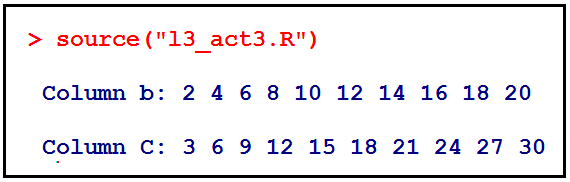 > source("l3_act3.R")
Column b: 2 4 6 8 10 12 14 16 18 20
Column C: 3 6 9 12 15 18 21 24 27 30